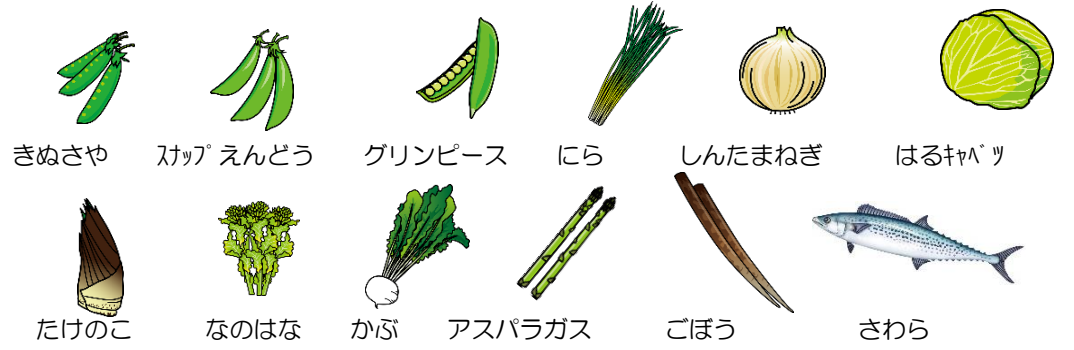 きぬさや ｽﾅｯﾌﾟえんどう グリンピース にら しんたまねぎ はるｷｬﾍﾞﾂ
たけのこ なのはな かぶ アスパラガス ごぼう さわら